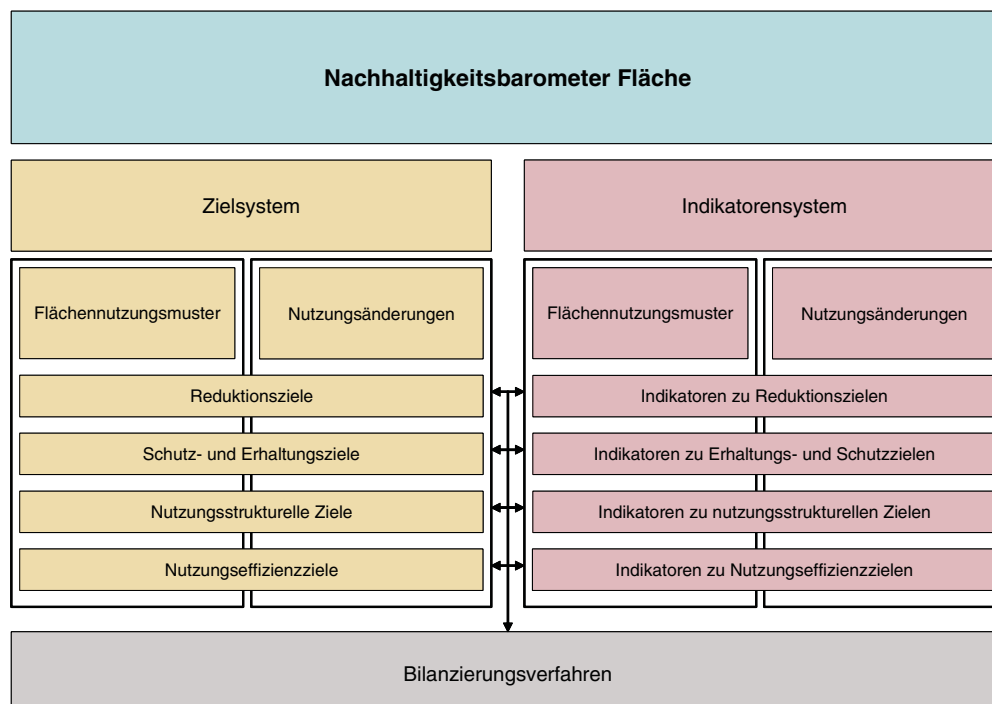 Nachhaltigkeitsbarometer Fläche
Zielsystem
Indikatorensystem
Flächennutzungsmuster
Nutzungsänderungen
Flächennutzungsmuster
Nutzungsänderungen
Reduktionsziele
Indikatoren zu Reduktionszielen
Schutz- und Erhaltungsziele
Indikatoren zu Erhaltungs- und Schutzzielen
Nutzungsstrukturelle Ziele
Indikatoren zu nutzungsstrukturellen Zielen
Nutzungseffizienzziele
Indikatoren zu Nutzungseffizienzzielen
Bilanzierungsverfahren